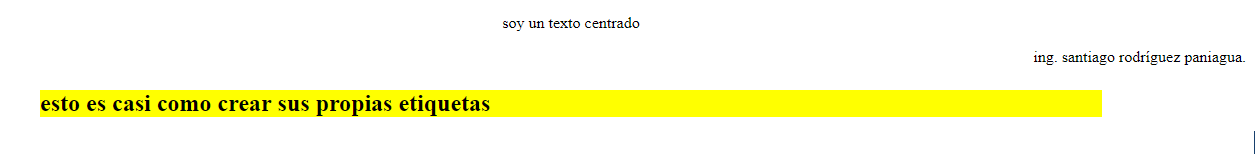 soy un texto centrado
ing. santiago rodríguez paniagua.
esto es casi como crear sus propias etiquetas